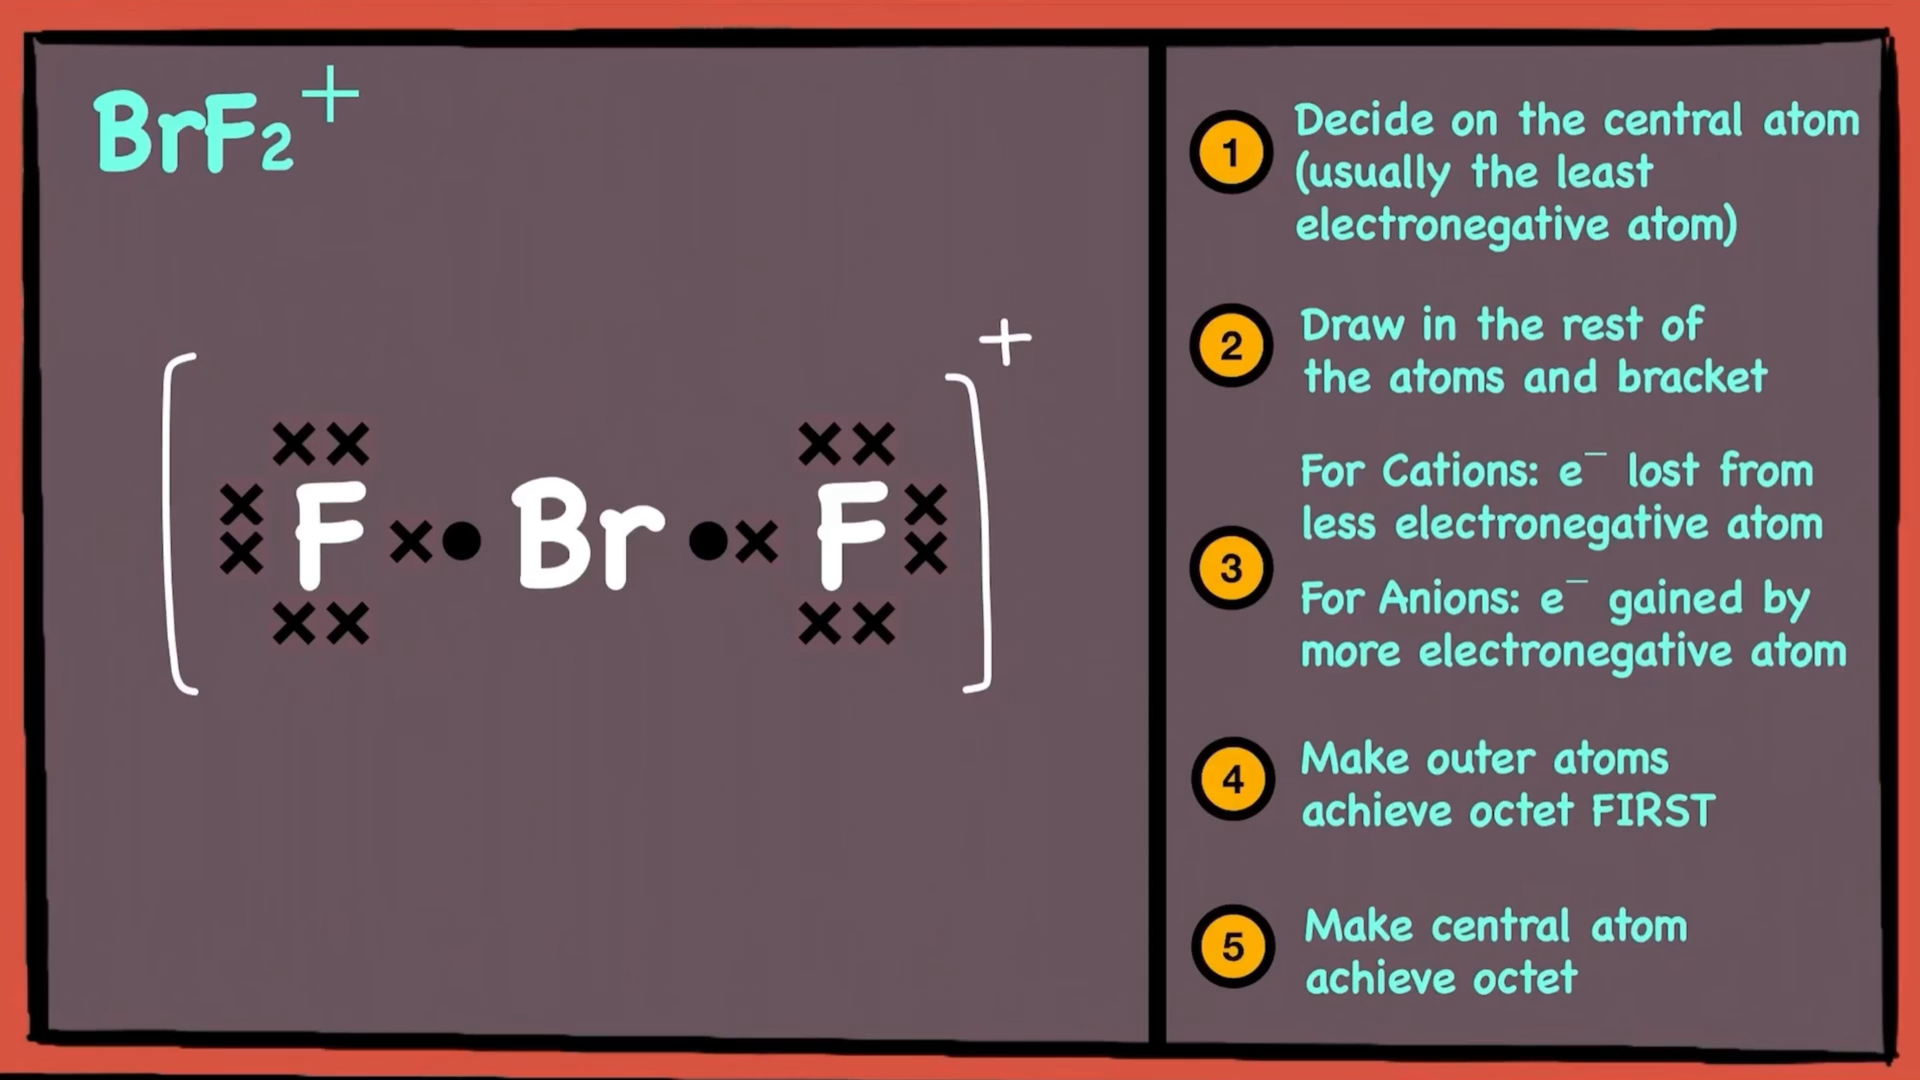 BrF₂⁺
[F Br F]⁺
1 Decide on the central atom
(usually the least
electronegative atom)
2 Draw in the rest of
the atoms and bracket
3 For Cations: e⁻ lost from
less electronegative atom
For Anions: e⁻ gained by
more electronegative atom
4 Make outer atoms
achieve octet FIRST
5 Make central atom
achieve octet